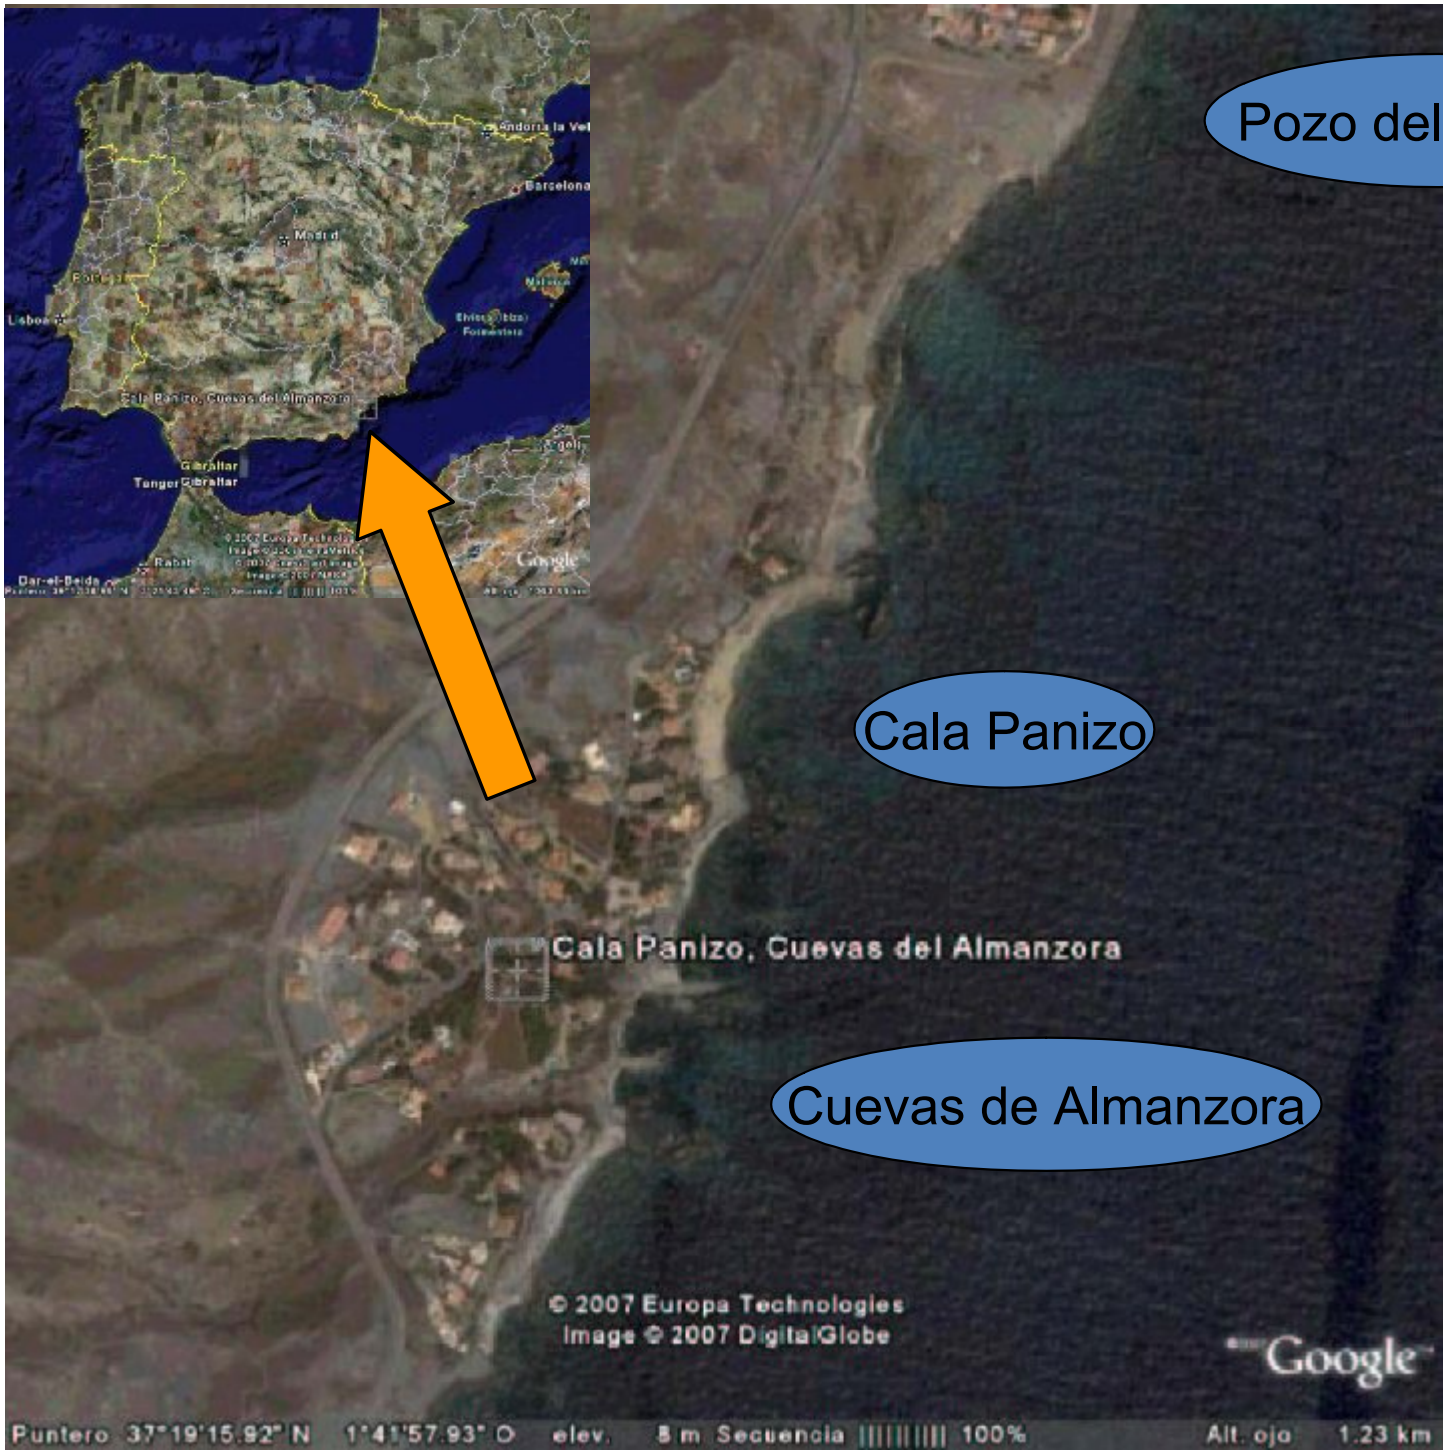 Andorra la Vel
Barcelona
Madrid
Portugal
Lisboa
Eivissa (Ibiza)
Formentera
Cala Panizo, Cuevas del Almanzora
Gibraltar
Tanger Gibraltar
Rabat
Dar-el-Beida
Google
Pozo del
Cala Panizo
Cala Panizo, Cuevas del Almanzora
Cuevas de Almanzora
© 2007 Europa Technologies
Image © 2007 DigitalGlobe
Google
Puntero 37°19'15.92" N 1°41'57.93" O elev. 8 m Secuencia |||||||||| 100% Alt. ojo 1.23 km